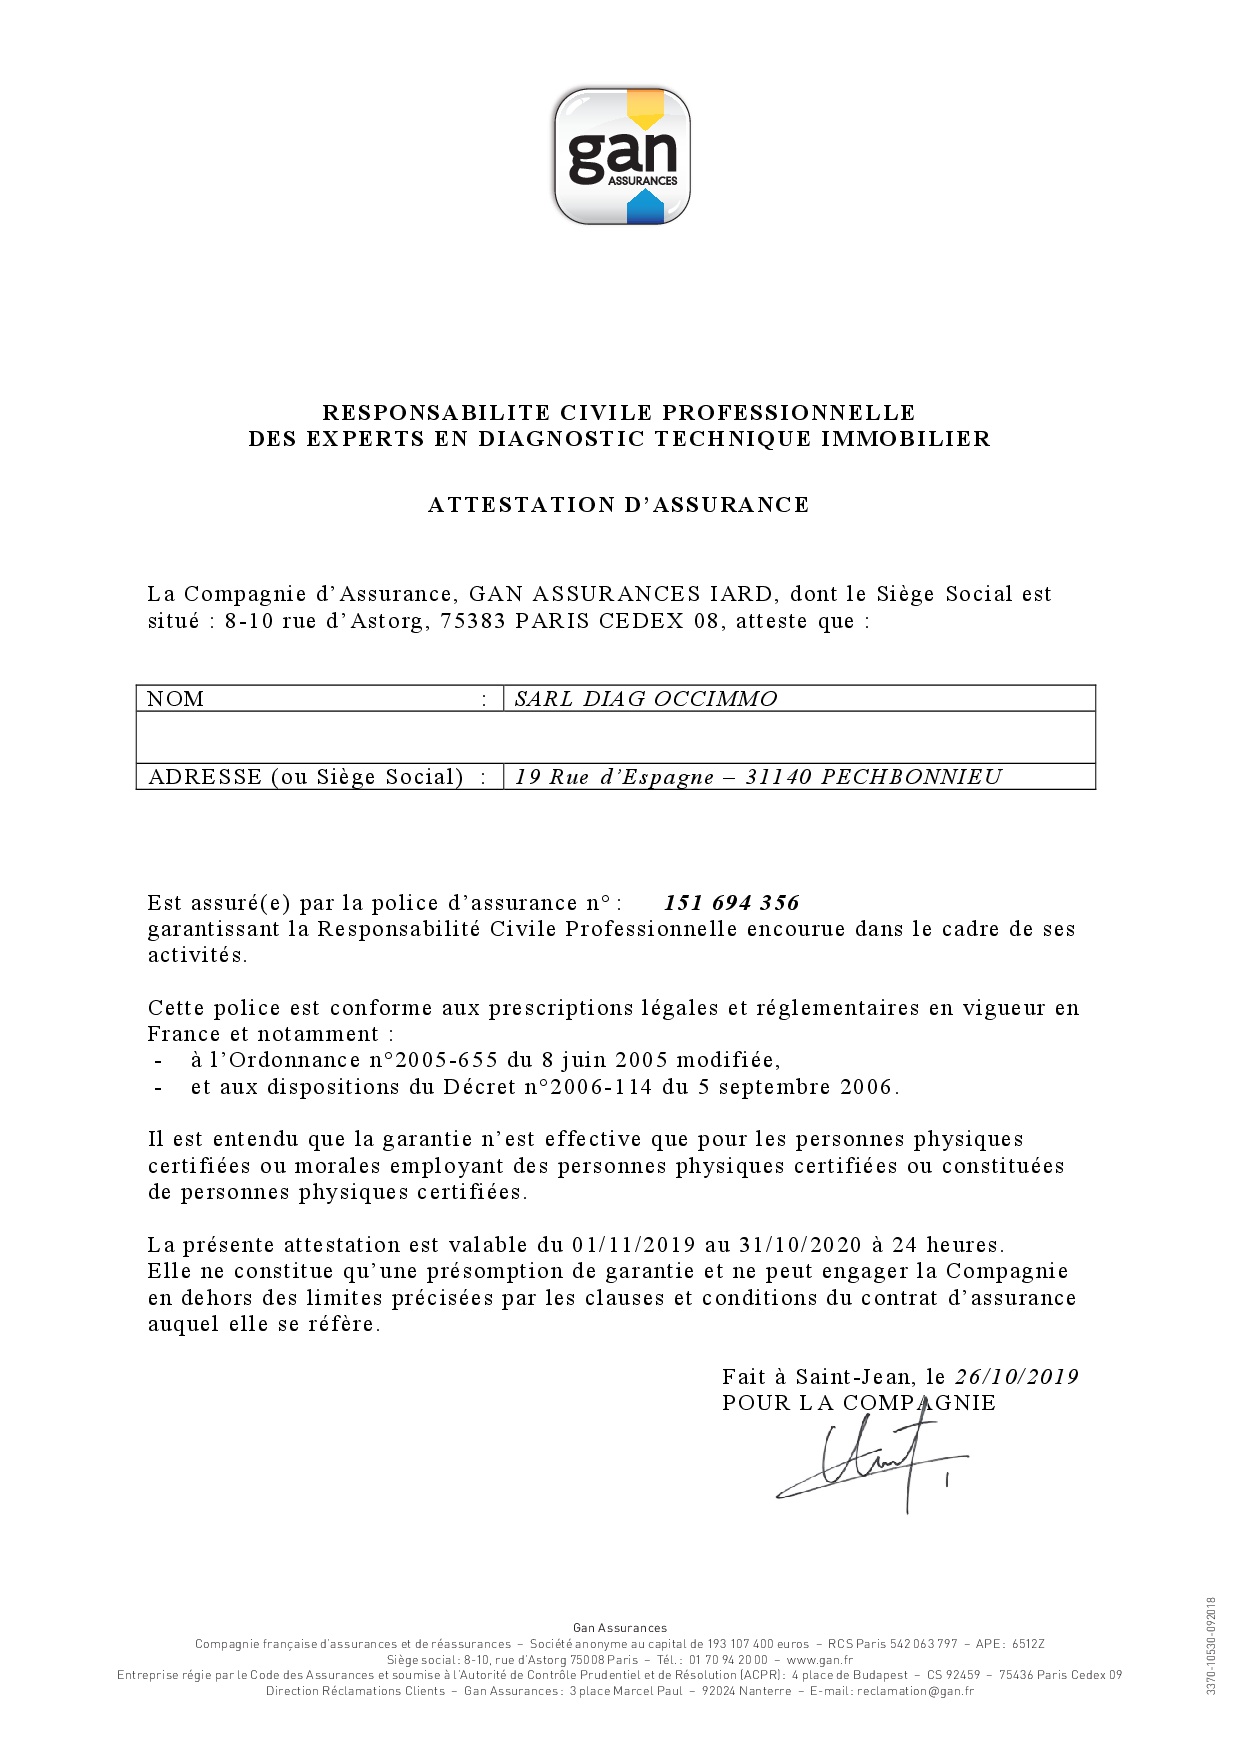 gan
ASSURANCES
RESPONSABILITE CIVILE PROFESSIONNELLE
DES EXPERTS EN DIAGNOSTIC TECHNIQUE IMMOBILIER
ATTESTATION D'ASSURANCE
La Compagnie d'Assurance, GAN ASSURANCES IARD, dont le Siège Social est
situé : 8-10 rue d'Astorg, 75383 PARIS CEDEX 08, atteste que :
NOM : SARL DIAG OCCIMMO
ADRESSE (ou Siège Social) : 19 Rue d'Espagne – 31140 PECHBONNIEU
Est assuré(e) par la police d'assurance n° : 151 694 356
garantissant la Responsabilité Civile Professionnelle encourue dans le cadre de ses
activités.
Cette police est conforme aux prescriptions légales et réglementaires en vigueur en
France et notamment :
- à l'Ordonnance n°2005-655 du 8 juin 2005 modifiée,
- et aux dispositions du Décret n°2006-114 du 5 septembre 2006.
Il est entendu que la garantie n'est effective que pour les personnes physiques
certifiées ou morales employant des personnes physiques certifiées ou constituées
de personnes physiques certifiées.
La présente attestation est valable du 01/11/2019 au 31/10/2020 à 24 heures.
Elle ne constitue qu'une présomption de garantie et ne peut engager la Compagnie
en dehors des limites précisées par les clauses et conditions du contrat d'assurance
auquel elle se réfère.
Fait à Saint-Jean, le 26/10/2019
POUR LA COMPAGNIE
Gan Assurances
Compagnie française d'assurances et de réassurances – Société anonyme au capital de 193 107 400 euros – RCS Paris 542 063 797 – APE : 6512Z
Siège social : 8-10, rue d'Astorg 75008 Paris – Tél. : 01 70 94 20 00 – www.gan.fr
Entreprise régie par le Code des Assurances et soumise à l'Autorité de Contrôle Prudentiel et de Résolution (ACPR) : 4 place de Budapest – CS 92459 – 75436 Paris Cedex 09
Direction Réclamations Clients – Gan Assurances : 3 place Marcel Paul – 92024 Nanterre – E-mail : reclamation@gan.fr
3370-10530-092018